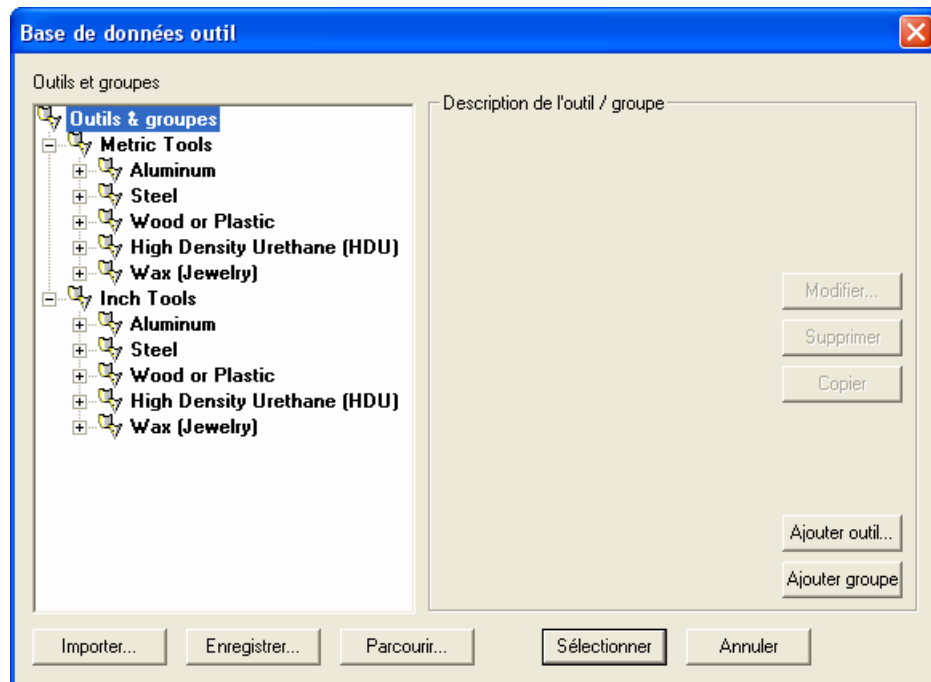 Base de données outil
Outils et groupes
Outils & groupes
Metric Tools
Aluminum
Steel
Wood or Plastic
High Density Urethane (HDU)
Wax (Jewelry)
Inch Tools
Aluminum
Steel
Wood or Plastic
High Density Urethane (HDU)
Wax (Jewelry)
Description de l'outil / groupe
Modifier...
Supprimer
Copier
Ajouter outil...
Ajouter groupe
Importer...
Enregistrer...
Parcourir...
Sélectionner
Annuler